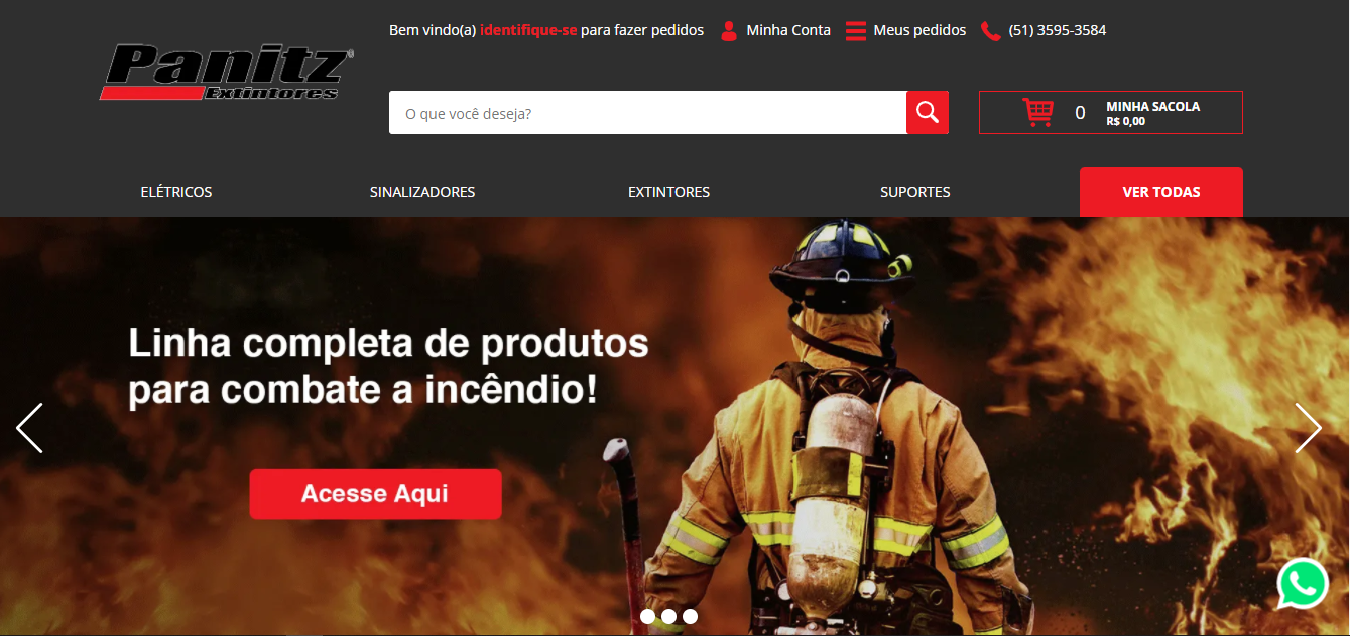 Bem vindo(a) identifique-se para fazer pedidos Minha Conta Meus pedidos (51) 3595-3584
Panitz®
Extintores
O que você deseja?
0
MINHA SACOLA
R$ 0,00
ELÉTRICOS SINALIZADORES EXTINTORES SUPORTES VER TODAS
Linha completa de produtos
para combate a incêndio!
Acesse Aqui